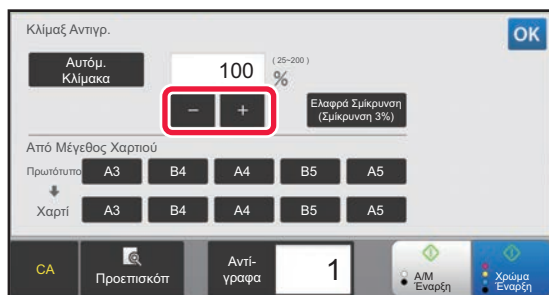 Κλίμαξ Αντιγρ.
OK
Αυτόμ.
Κλίμακα
100
(25~200)
%
−
+
Ελαφρά Σμίκρυνση
(Σμίκρυνση 3%)
Από Μέγεθος Χαρτιού
Πρωτότυπο
A3
B4
A4
B5
A5
Χαρτί
A3
B4
A4
B5
A5
CA
Προεπισκόπ
Αντί-
γραφα
1
Α/Μ
Έναρξη
Χρώμα
Έναρξη